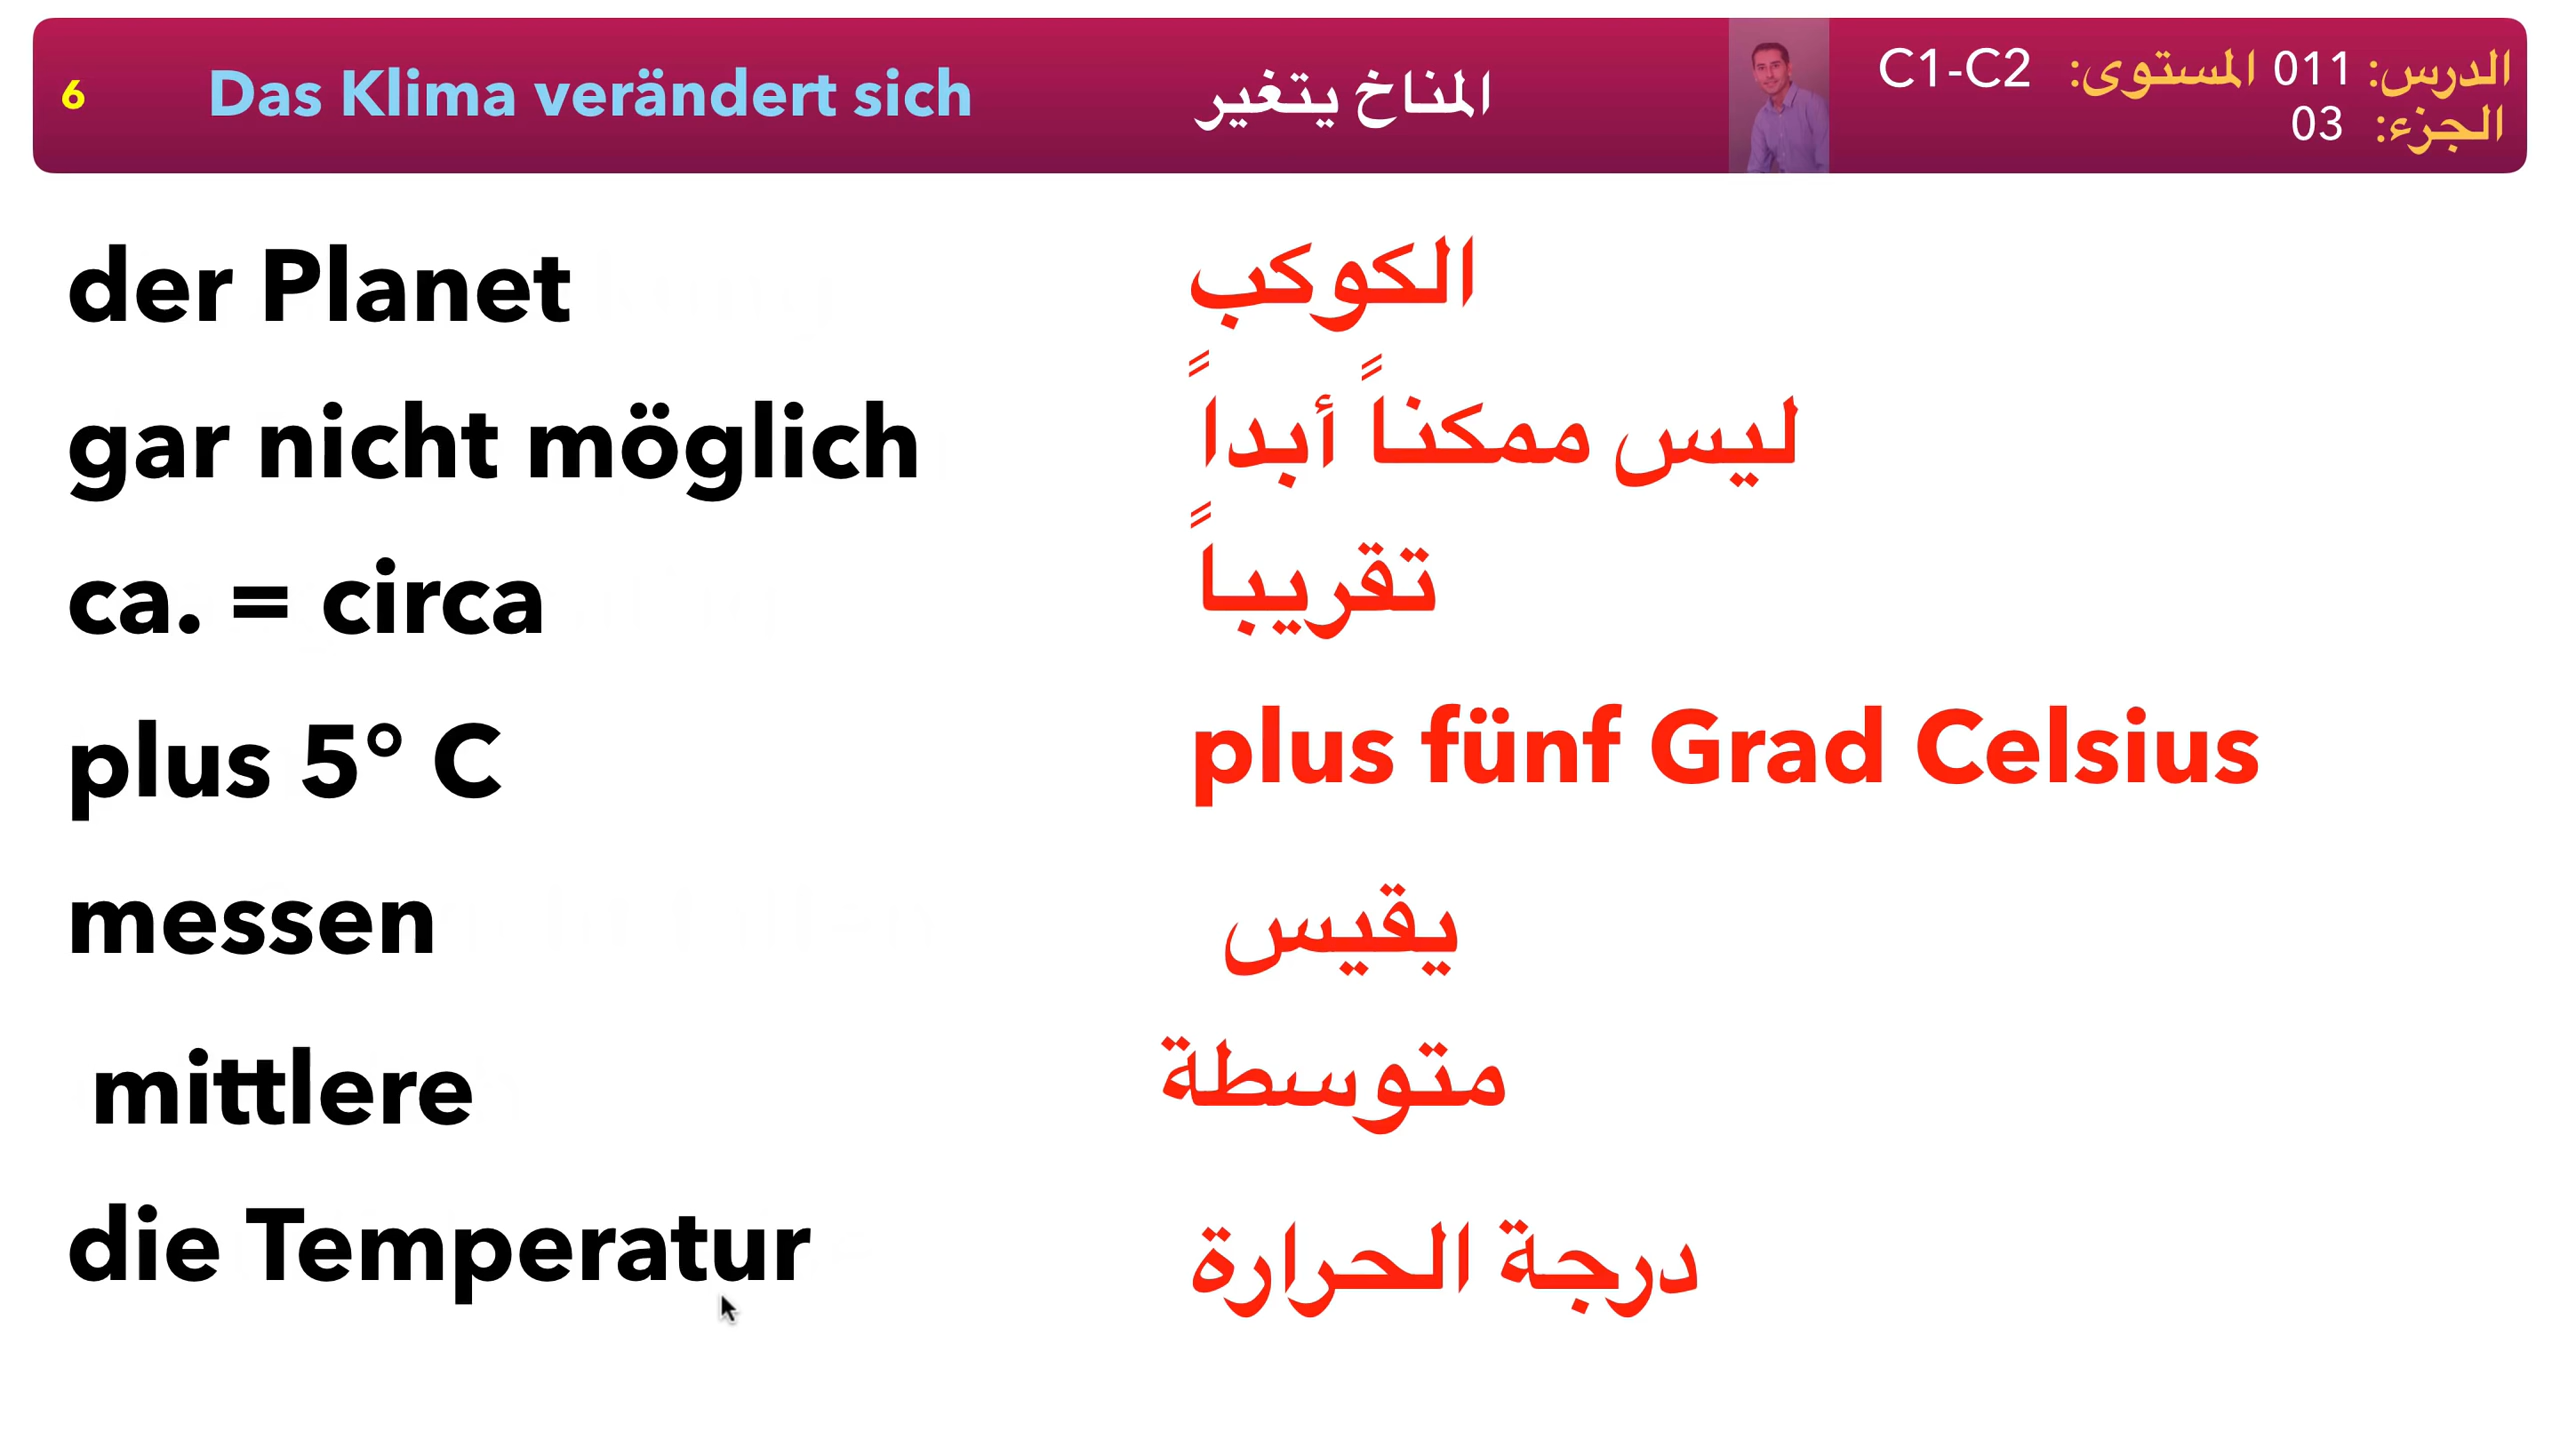 6 Das Klima verändert sich المناخ يتغير الدرس: 011 المستوى: C1-C2
الجزء: 03
der Planet الكوكب
gar nicht möglich ليس ممكناً أبداً
ca. = circa تقريباً
plus 5° C plus fünf Grad Celsius
messen يقيس
mittlere متوسطة
die Temperatur درجة الحرارة